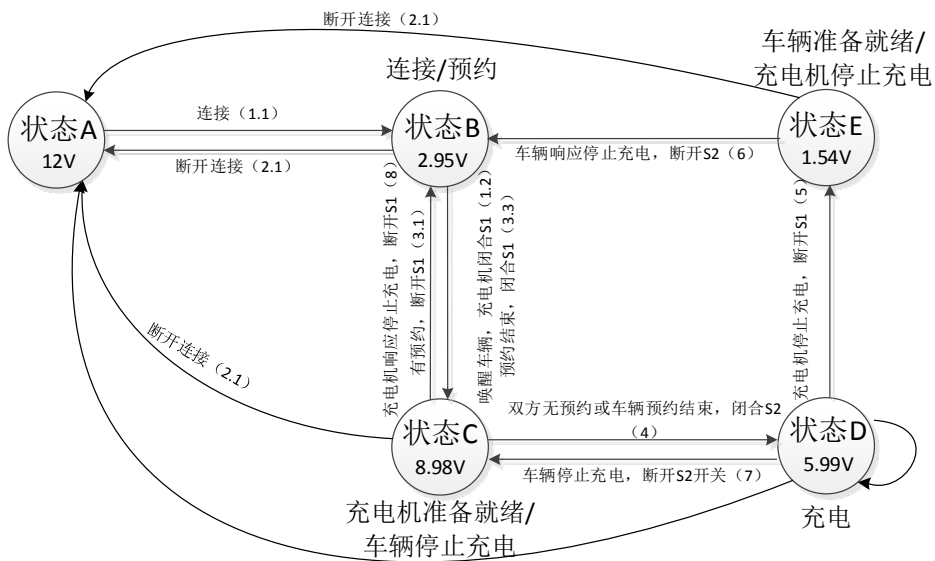 断开连接（2.1）
车辆准备就绪/
充电机停止充电
连接/预约
状态A
12V
连接（1.1）
断开连接（2.1）
状态B
2.95V
车辆响应停止充电，断开S2（6）
状态E
1.54V
充电机响应停止充电，断开S1（8）
有预约，断开S1（3.1）
唤醒车辆，充电机闭合S1（1.2）
预约结束，闭合S1（3.3）
充电机停止充电，断开S1（5）
断开连接（2.1）
双方无预约或车辆预约结束，闭合S2
（4）
状态C
8.98V
车辆停止充电，断开S2开关（7）
状态D
5.99V
充电机准备就绪/
车辆停止充电
充电